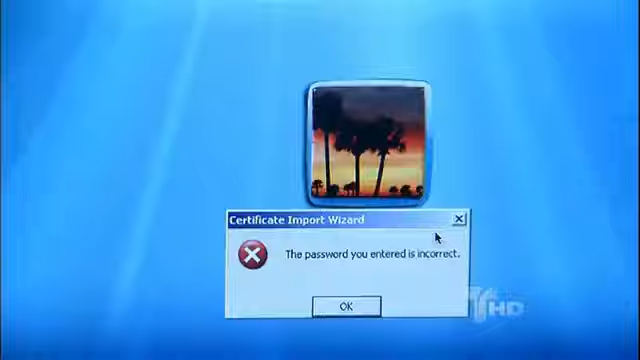 Certificate Import Wizard
The password you entered is incorrect.
OK
HD